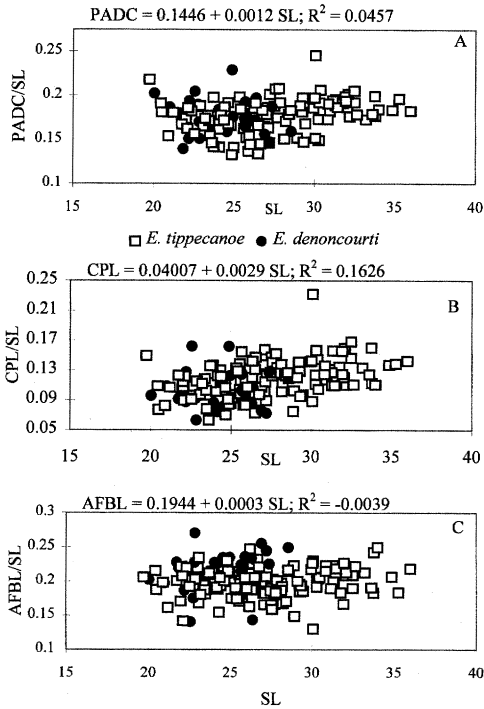 PADC = 0.1446 + 0.0012 SL; R² = 0.0457
A
0.25
0.2
0.15
0.1
PADC/SL
15 20 25 30 35 40
SL
□ E. tippecanoe ● E. denoncourti
CPL = 0.04007 + 0.0029 SL; R² = 0.1626
B
0.25
0.21
0.17
0.13
0.09
0.05
CPL/SL
15 20 25 30 35 40
SL
AFBL = 0.1944 + 0.0003 SL; R² = -0.0039
C
0.3
0.25
0.2
0.15
0.1
AFBL/SL
15 20 25 30 35 40
SL